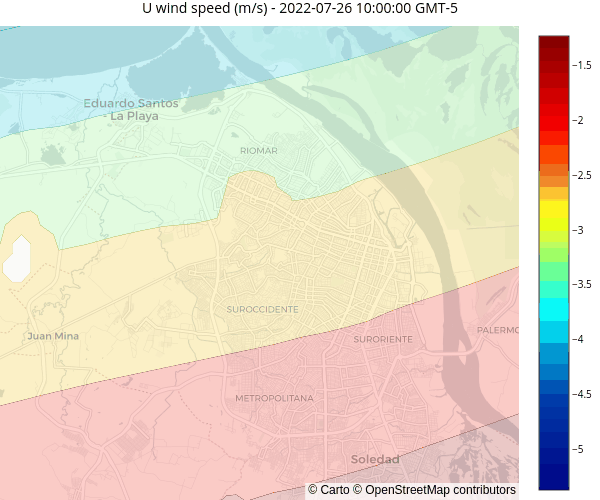 U wind speed (m/s) - 2022-07-26 10:00:00 GMT-5
Eduardo Santos
- La Playa
RIOMAR
SUROCCIDENTE
Juan Mina
SURORIENTE
PALERMO
METROPOLITANA
Soledad
© Carto © OpenStreetMap contributors
−1.5
−2
−2.5
−3
−3.5
−4
−4.5
−5